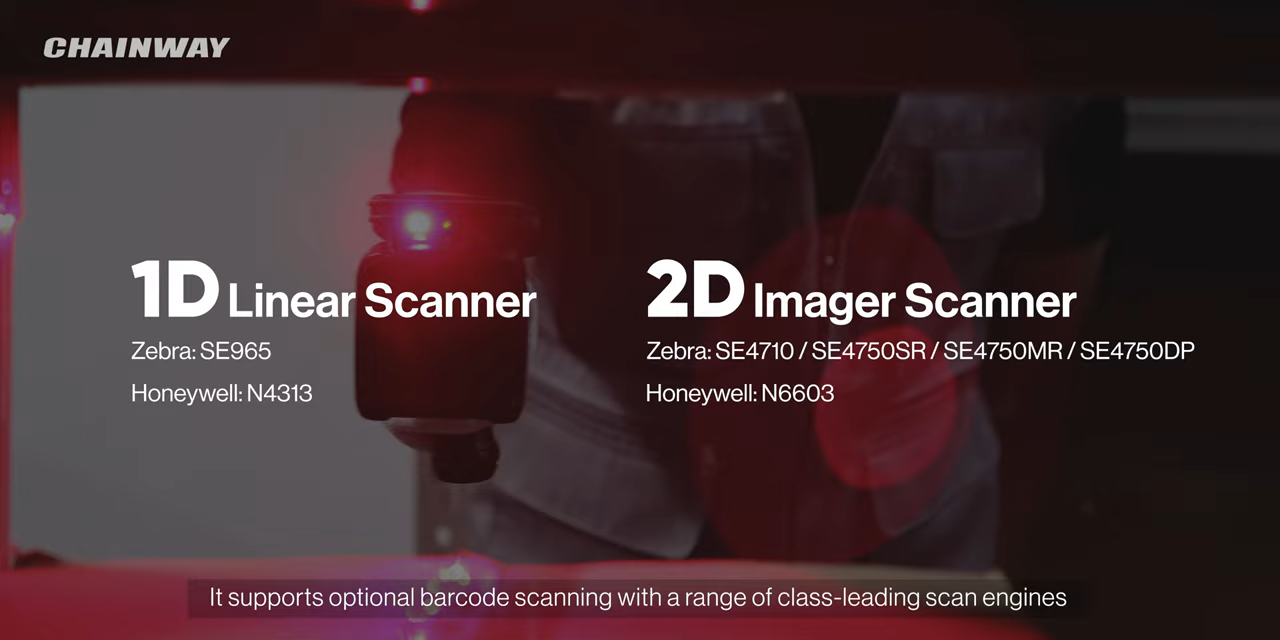 CHAINWAY
1D Linear Scanner
Zebra: SE965
Honeywell: N4313
2D Imager Scanner
Zebra: SE4710 / SE4750SR / SE4750MR / SE4750DP
Honeywell: N6603
It supports optional barcode scanning with a range of class-leading scan engines